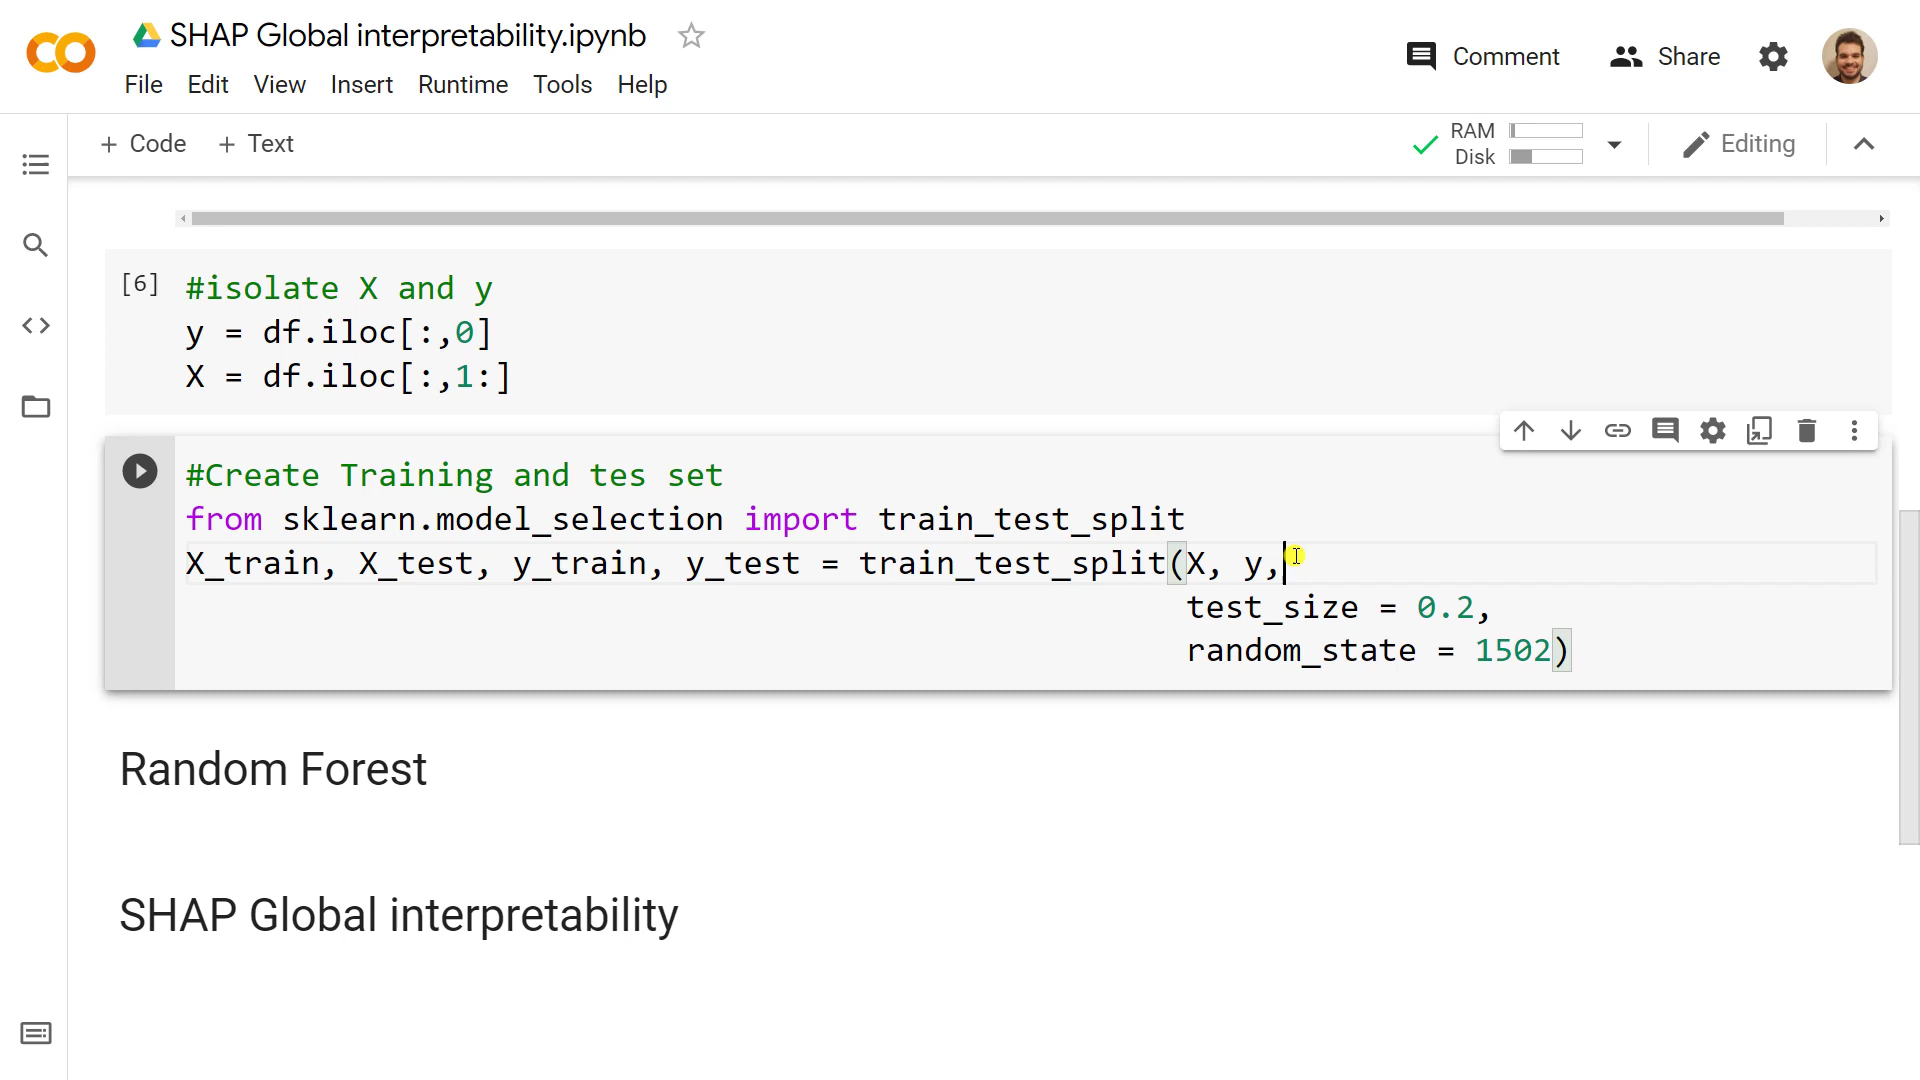 SHAP Global interpretability.ipynb
Comment
Share
File Edit View Insert Runtime Tools Help
+ Code + Text
RAM
Disk
Editing
[6] #isolate X and y
y = df.iloc[:,0]
X = df.iloc[:,1:]
#Create Training and tes set
from sklearn.model_selection import train_test_split
X_train, X_test, y_train, y_test = train_test_split(X, y,
test_size = 0.2,
random_state = 1502)
Random Forest
SHAP Global interpretability